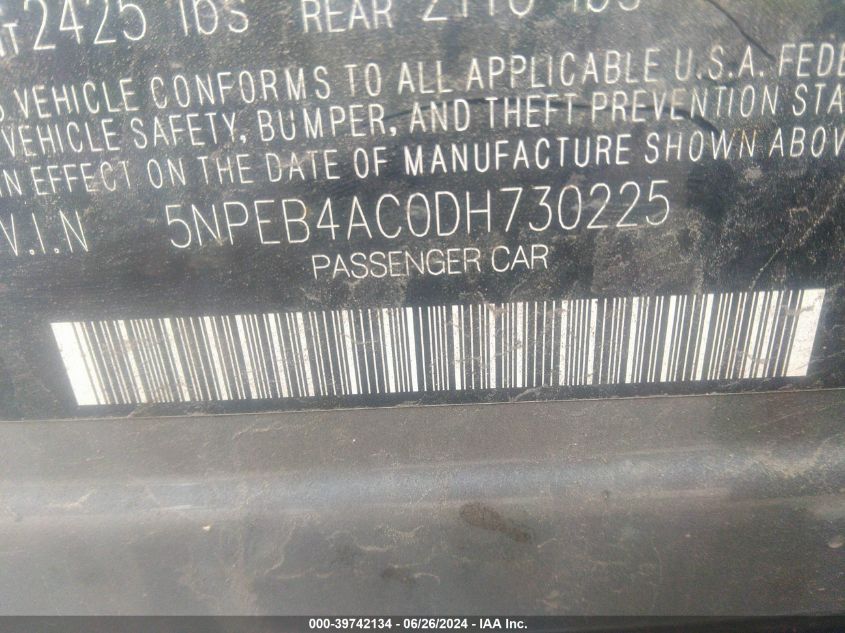 2425 lbs REAR
VEHICLE CONFORMS TO ALL APPLICABLE U.S.A. FEDE
VEHICLE SAFETY, BUMPER, AND THEFT PREVENTION STA
IN EFFECT ON THE DATE OF MANUFACTURE SHOWN ABOV
V.I.N 5NPEB4AC0DH730225
PASSENGER CAR
000-39742134 / 06/26/2024 - IAA Inc.